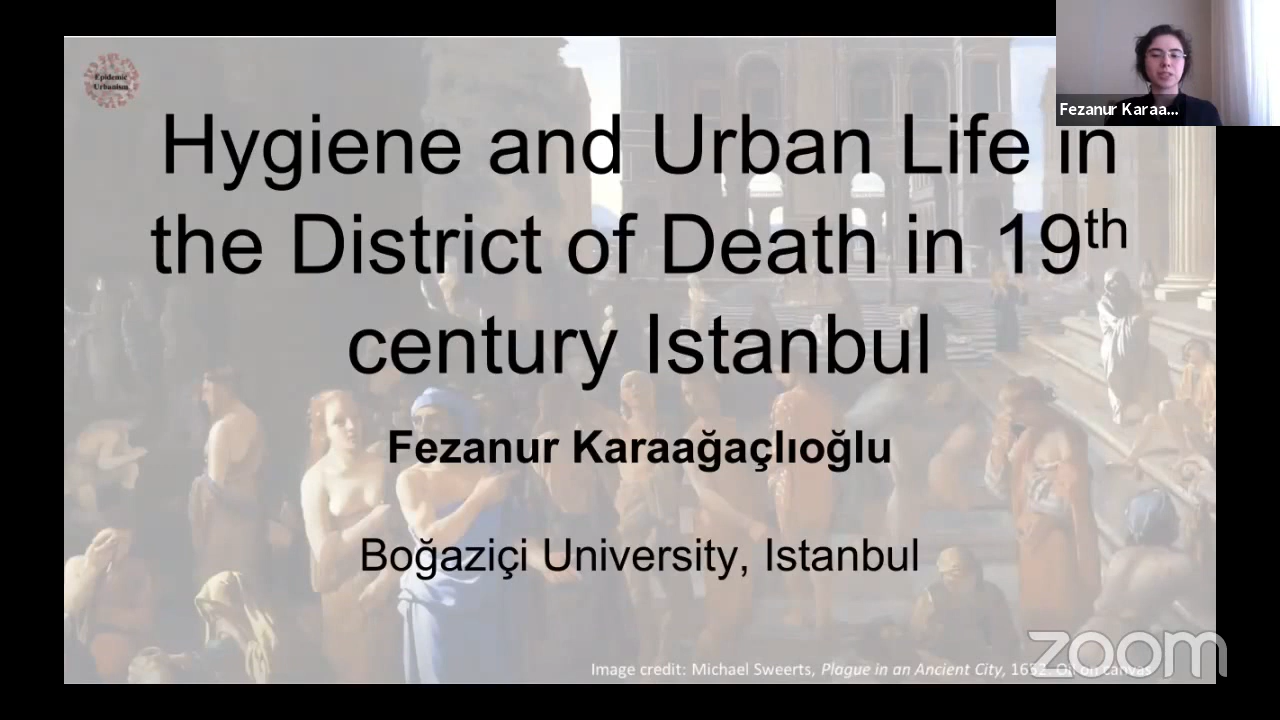 Epidemic
Urbanism
Fezanur Karaa...
Hygiene and Urban Life in
the District of Death in 19th
century Istanbul
Fezanur Karaağaçlıoğlu
Boğaziçi University, Istanbul
Image credit: Michael Sweerts, Plague in an Ancient City, 1652. Oil on canvas
zoom